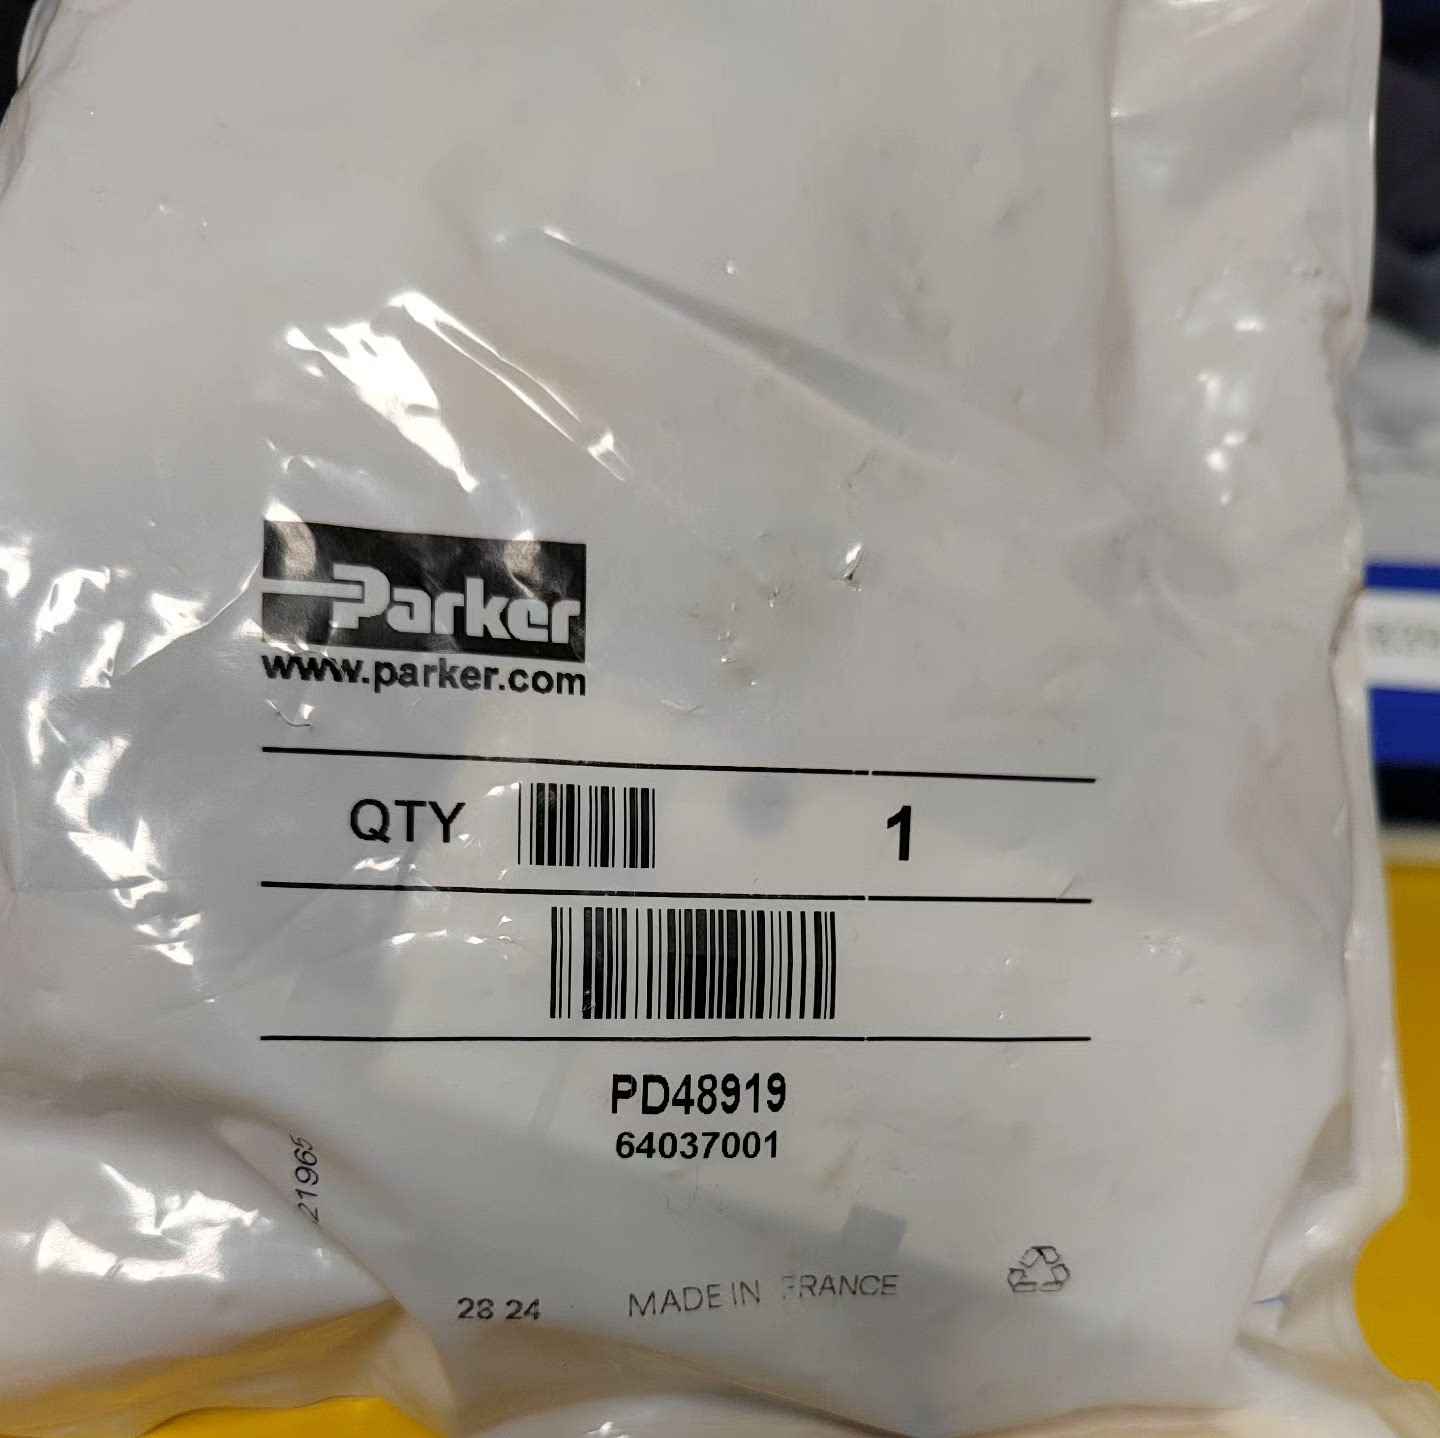 Parker
www.parker.com
QTY 1
PD48919
64037001
21965
28 24 MADE IN FRANCE